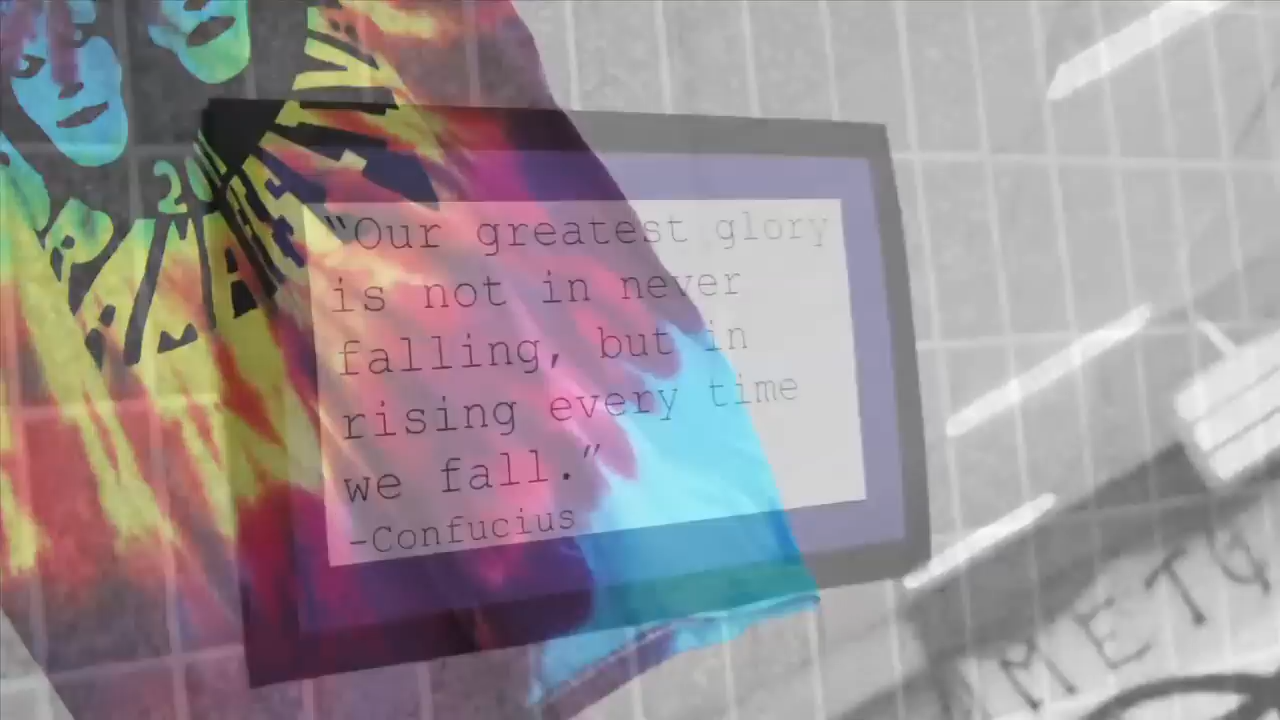 “Our greatest glory
is not in never
falling, but in
rising every time
we fall.”
-Confucius